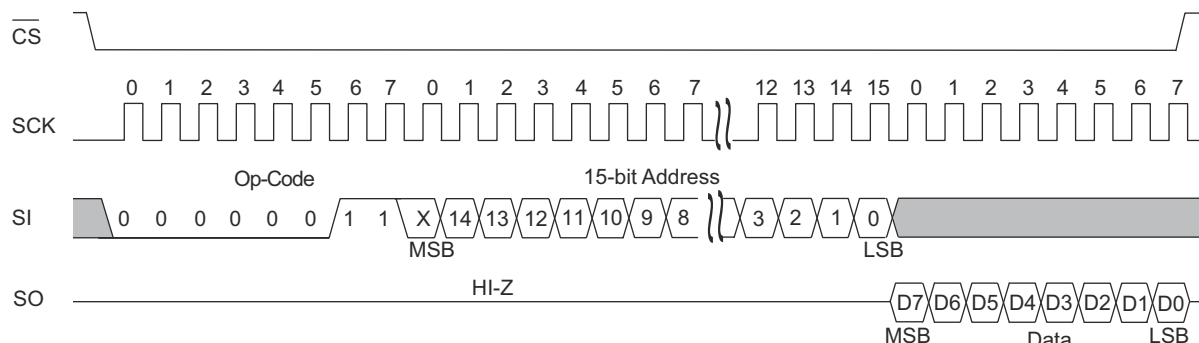 CS
0 1 2 3 4 5 6 7 0 1 2 3 4 5 6 7 12 13 14 15 0 1 2 3 4 5 6 7
SCK
Op-Code 15-bit Address
SI 0 0 0 0 0 0 1 1 X 14 13 12 11 10 9 8 3 2 1 0
MSB LSB
HI-Z
SO D7 D6 D5 D4 D3 D2 D1 D0
MSB Data LSB